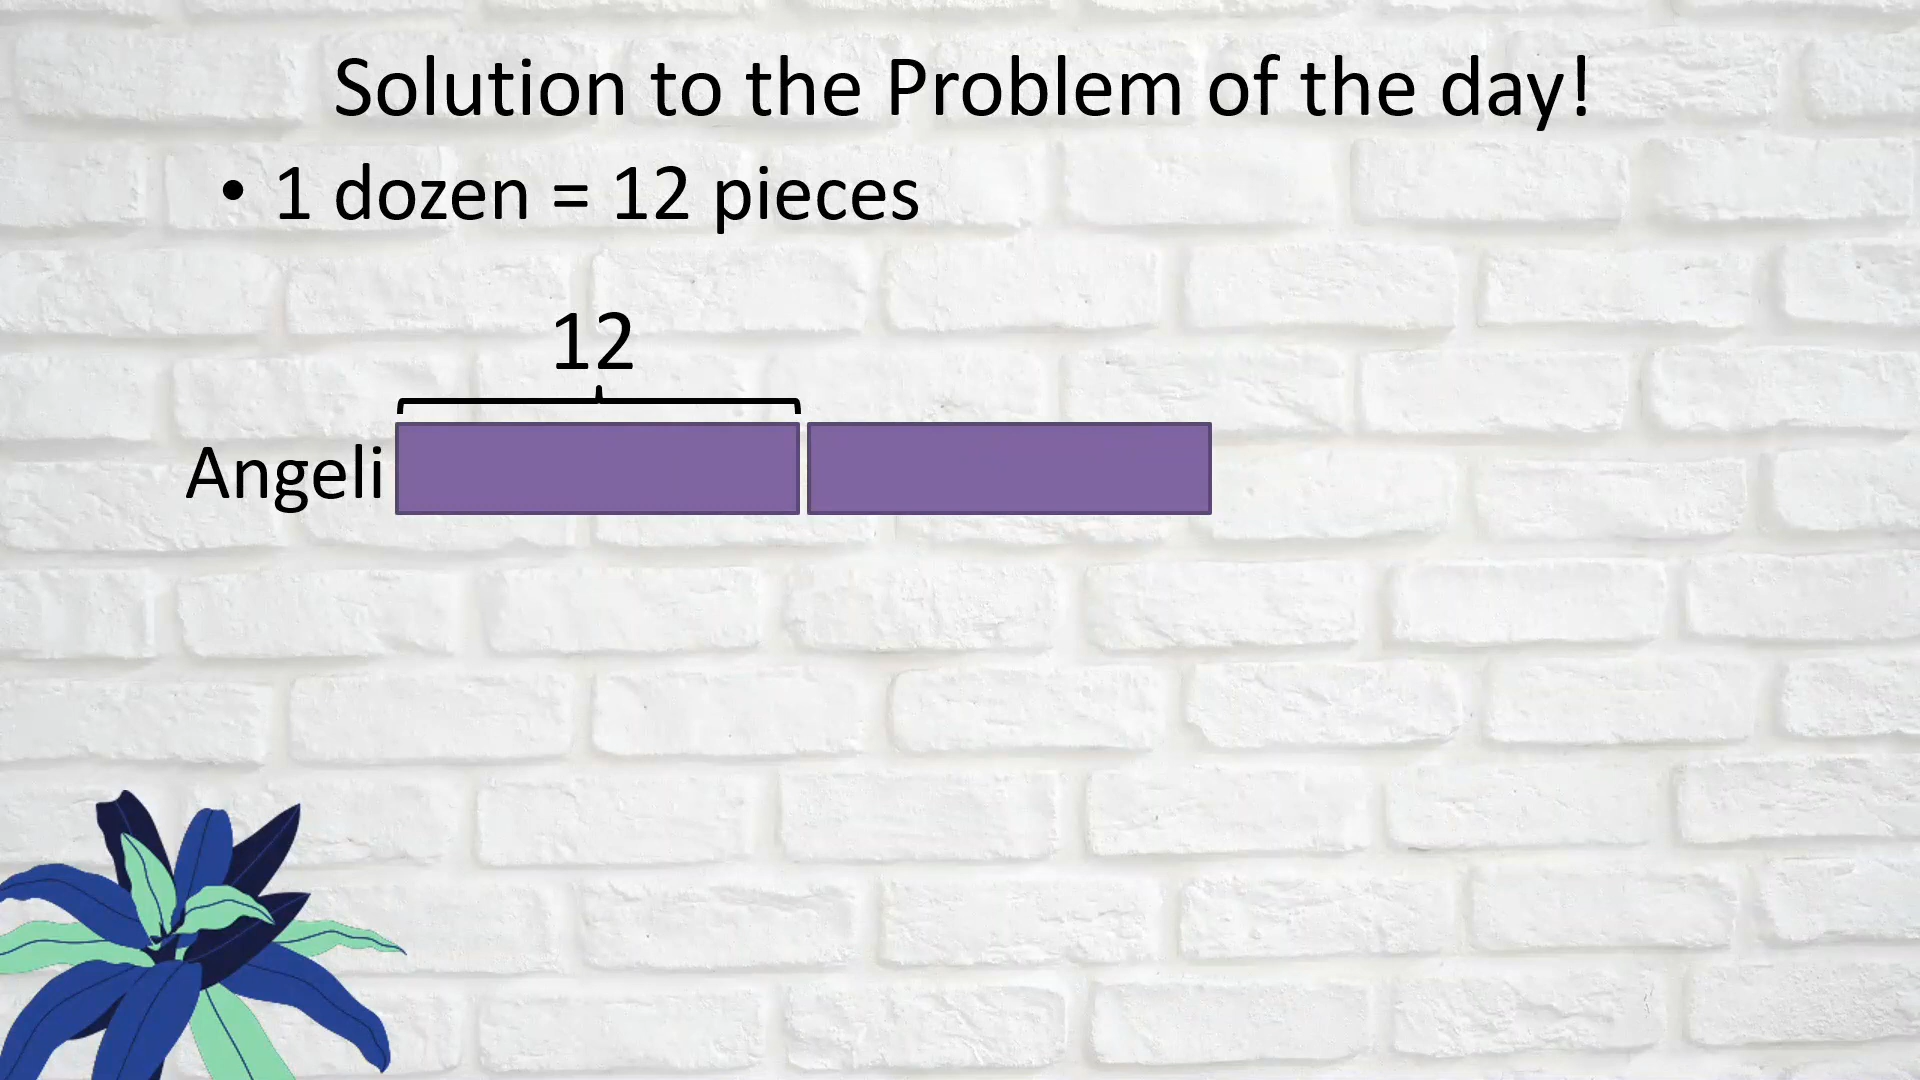 Solution to the Problem of the day!
• 1 dozen = 12 pieces
12
Angeli